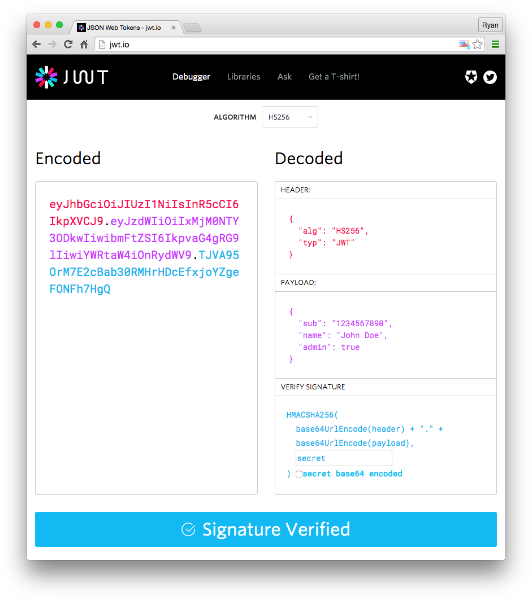 Ryan
JSON Web Tokens - jwt.io
jwt.io
JWT
Debugger Libraries Ask Get a T-shirt!
ALGORITHM HS256
Encoded
eyJhbGciOiJIUzI1NiIsInR5cCI6
IkpXVCJ9.eyJzdWIiOiIxMjM0NTY
3ODkwIiwibmFtZSI6IkpvaG4gRG9
lIiwiYWRtaW4iOnRydWV9.TJVA95
OrM7E2cBab30RMHrHDcEfxjoYZge
FONFh7HgQ
Decoded
HEADER:
{
"alg": "HS256",
"typ": "JWT"
}
PAYLOAD:
{
"sub": "1234567890",
"name": "John Doe",
"admin": true
}
VERIFY SIGNATURE
HMACSHA256(
base64UrlEncode(header) + "." +
base64UrlEncode(payload),
secret
) secret base64 encoded
Signature Verified